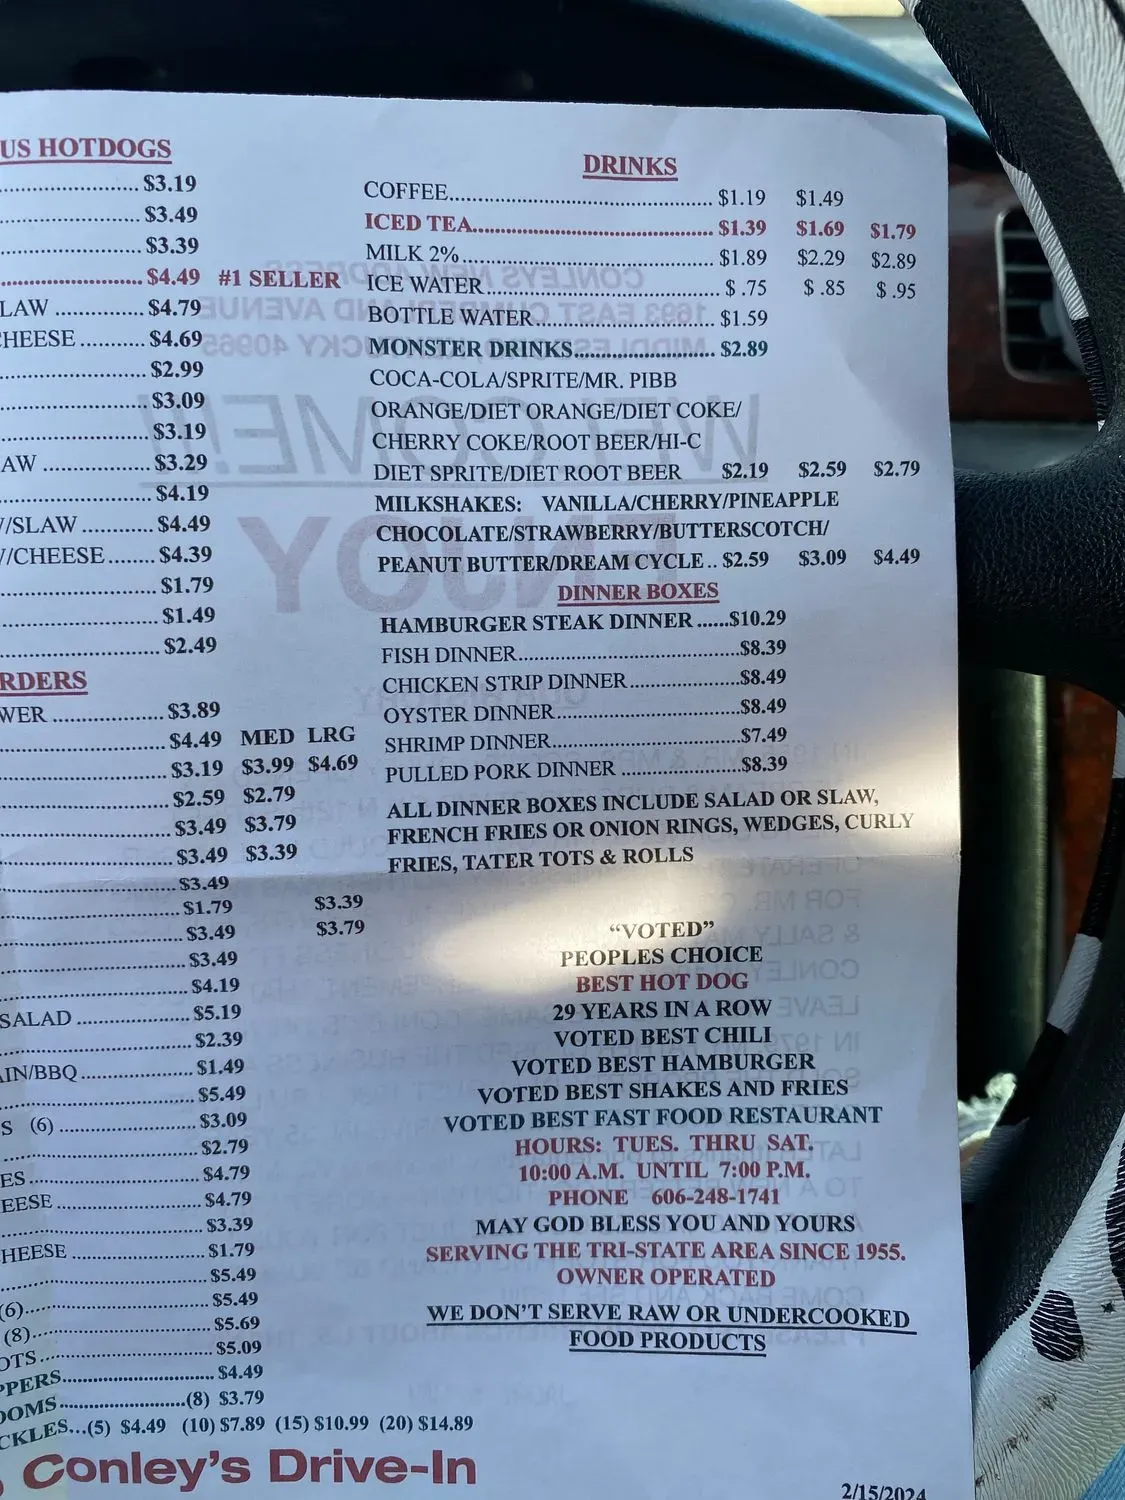 US HOTDOGS
$3.19
$3.49
$3.39
$4.49 #1 SELLER
LAW $4.79
HEESE $4.69
$2.99
$3.09
$3.19
AW $3.29
$4.19
/SLAW $4.49
/CHEESE $4.39
$1.79
$1.49
$2.49
RDERS
WER $3.89
$4.49 MED LRG
$3.19 $3.99 $4.69
$2.59 $2.79
$3.49 $3.79
$3.49 $3.39
$3.49
$1.79 $3.39
$3.49 $3.79
$3.49
$4.19
SALAD $5.19
$2.39
AIN/BBQ $1.49
$5.49
S (6) $3.09
$2.79
ES $4.79
EESE $4.79
$3.39
HEESE $1.79
$5.49
(6) $5.49
(8) $5.69
OTS $5.09
PPERS $4.49
OOMS (8) $3.79
CKLES...(5) $4.49 (10) $7.89 (15) $10.99 (20) $14.89
DRINKS
COFFEE $1.19 $1.49
ICED TEA $1.39 $1.69 $1.79
MILK 2% $1.89 $2.29 $2.89
ICE WATER $ .75 $ .85 $ .95
BOTTLE WATER $1.59
MONSTER DRINKS $2.89
COCA-COLA/SPRITE/MR. PIBB
ORANGE/DIET ORANGE/DIET COKE/
CHERRY COKE/ROOT BEER/HI-C
DIET SPRITE/DIET ROOT BEER $2.19 $2.59 $2.79
MILKSHAKES: VANILLA/CHERRY/PINEAPPLE
CHOCOLATE/STRAWBERRY/BUTTERSCOTCH/
PEANUT BUTTER/DREAM CYCLE .. $2.59 $3.09 $4.49
DINNER BOXES
HAMBURGER STEAK DINNER ......$10.29
FISH DINNER $8.39
CHICKEN STRIP DINNER $8.49
OYSTER DINNER $8.49
SHRIMP DINNER $7.49
PULLED PORK DINNER $8.39
ALL DINNER BOXES INCLUDE SALAD OR SLAW,
FRENCH FRIES OR ONION RINGS, WEDGES, CURLY
FRIES, TATER TOTS & ROLLS
“VOTED”
PEOPLES CHOICE
BEST HOT DOG
29 YEARS IN A ROW
VOTED BEST CHILI
VOTED BEST HAMBURGER
VOTED BEST SHAKES AND FRIES
VOTED BEST FAST FOOD RESTAURANT
HOURS: TUES. THRU SAT.
10:00 A.M. UNTIL 7:00 P.M.
PHONE 606-248-1741
MAY GOD BLESS YOU AND YOURS
SERVING THE TRI-STATE AREA SINCE 1955.
OWNER OPERATED
WE DON’T SERVE RAW OR UNDERCOOKED
FOOD PRODUCTS
Conley's Drive-In
2/15/2024